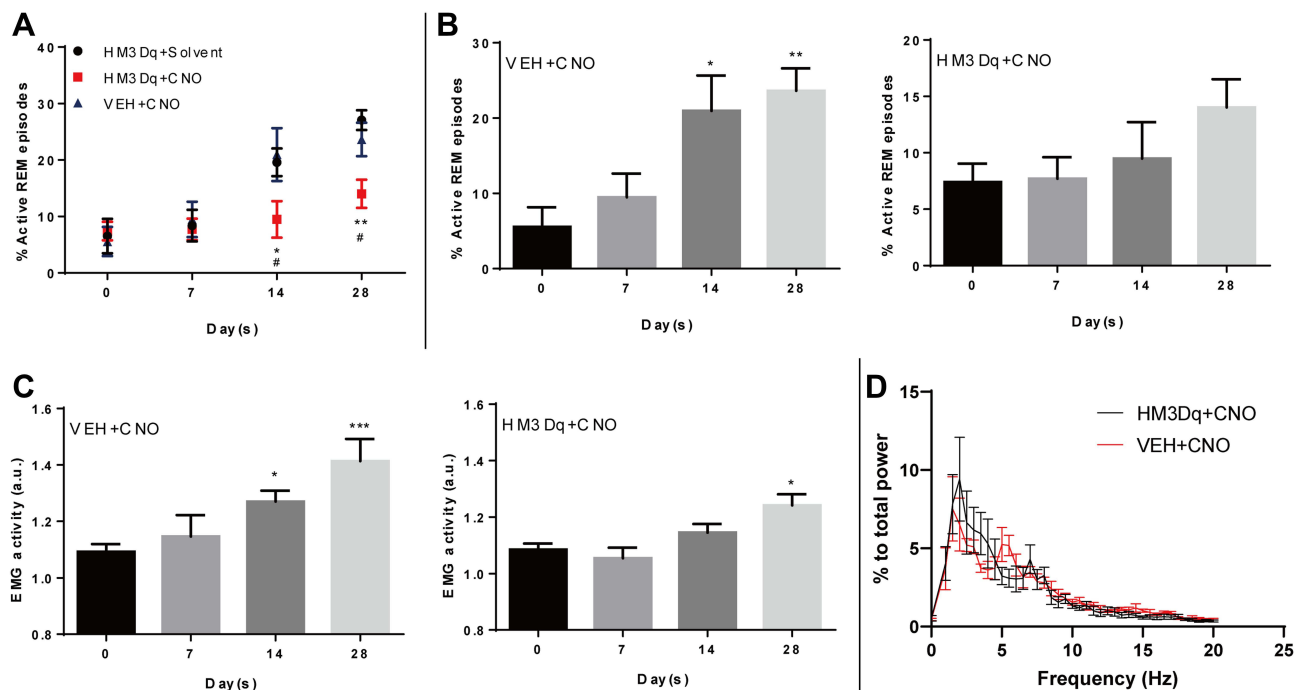 A
HM3Dq+Solvent
HM3Dq+CNO
VEH+CNO
% Active REM episodes
40
30
20
10
0
**
#
*
#
0 7 14 28
Day(s)
B
VEH+CNO
% Active REM episodes
30
20
10
0
*
**
0 7 14 28
Day(s)
HM3Dq+CNO
% Active REM episodes
20
15
10
5
0
0 7 14 28
Day(s)
C
VEH+CNO
EMG activity (a.u.)
1.6
1.4
1.2
1.0
0.8
*
***
0 7 14 28
Day(s)
HM3Dq+CNO
EMG activity (a.u.)
1.6
1.4
1.2
1.0
0.8
*
0 7 14 28
Day(s)
D
HM3Dq+CNO
VEH+CNO
% to total power
15
10
5
0
0 5 10 15 20 25
Frequency (Hz)